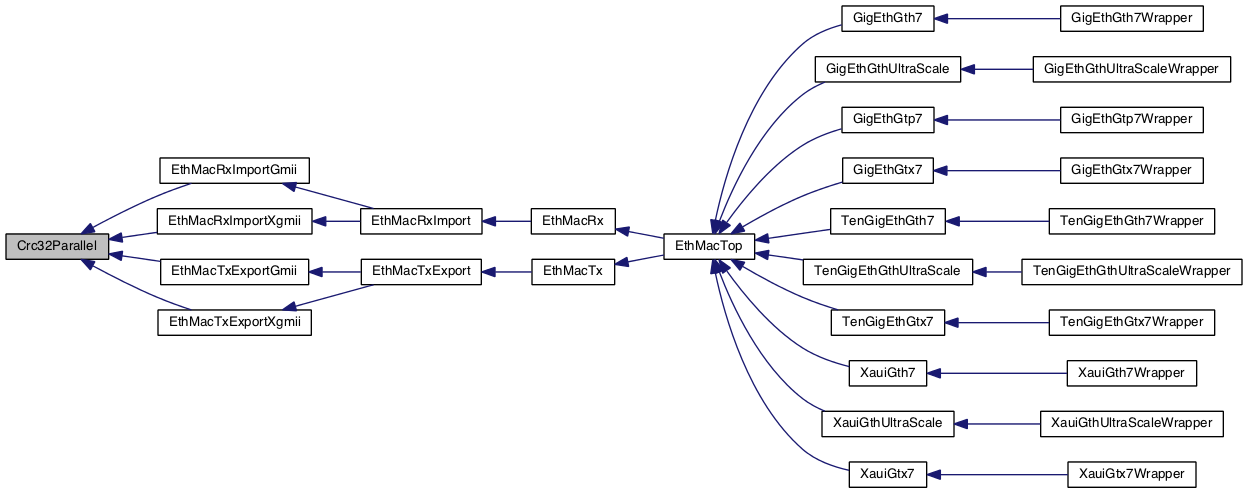 Crc32Parallel
EthMacRxImportGmii
EthMacRxImportXgmii
EthMacTxExportGmii
EthMacTxExportXgmii
EthMacRxImport
EthMacTxExport
EthMacRx
EthMacTx
EthMacTop
GigEthGth7
GigEthGthUltraScale
GigEthGtp7
GigEthGtx7
TenGigEthGth7
TenGigEthGthUltraScale
TenGigEthGtx7
XauiGth7
XauiGthUltraScale
XauiGtx7
GigEthGth7Wrapper
GigEthGthUltraScaleWrapper
GigEthGtp7Wrapper
GigEthGtx7Wrapper
TenGigEthGth7Wrapper
TenGigEthGthUltraScaleWrapper
TenGigEthGtx7Wrapper
XauiGth7Wrapper
XauiGthUltraScaleWrapper
XauiGtx7Wrapper